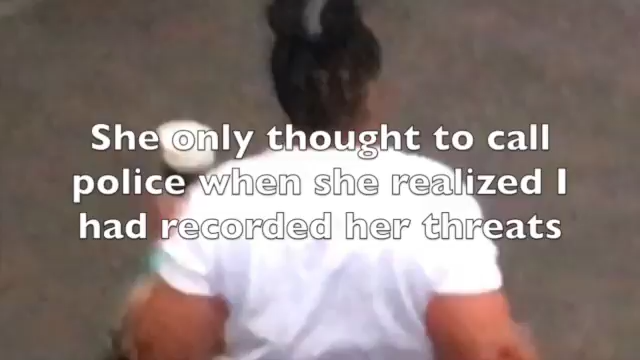 She only thought to call
police when she realized I
had recorded her threats